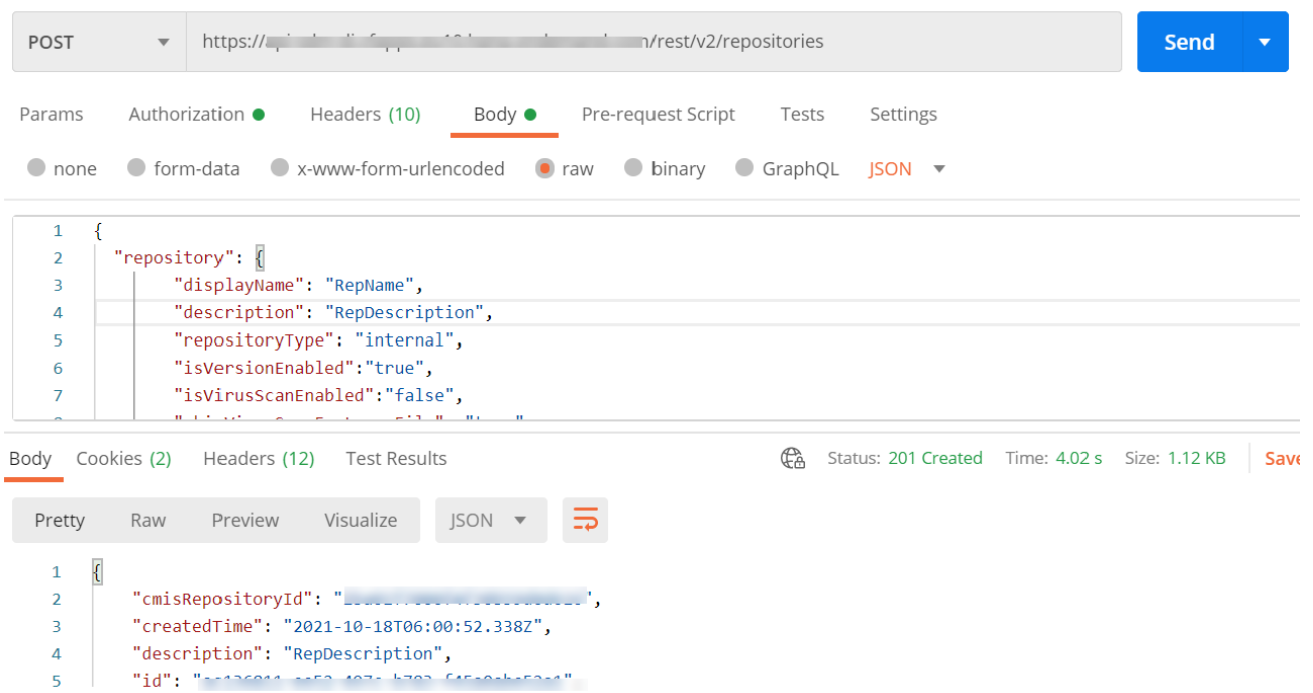 POST https:// /rest/v2/repositories Send
Params Authorization Headers (10) Body Pre-request Script Tests Settings
none form-data x-www-form-urlencoded raw binary GraphQL JSON
1 {
2 "repository": {
3 "displayName": "RepName",
4 "description": "RepDescription",
5 "repositoryType": "internal",
6 "isVersionEnabled":"true",
7 "isVirusScanEnabled":"false",
Body Cookies (2) Headers (12) Test Results Status: 201 Created Time: 4.02 s Size: 1.12 KB Save
Pretty Raw Preview Visualize JSON
1 {
2 "cmisRepositoryId": " ",
3 "createdTime": "2021-10-18T06:00:52.338Z",
4 "description": "RepDescription",
5 "id": "